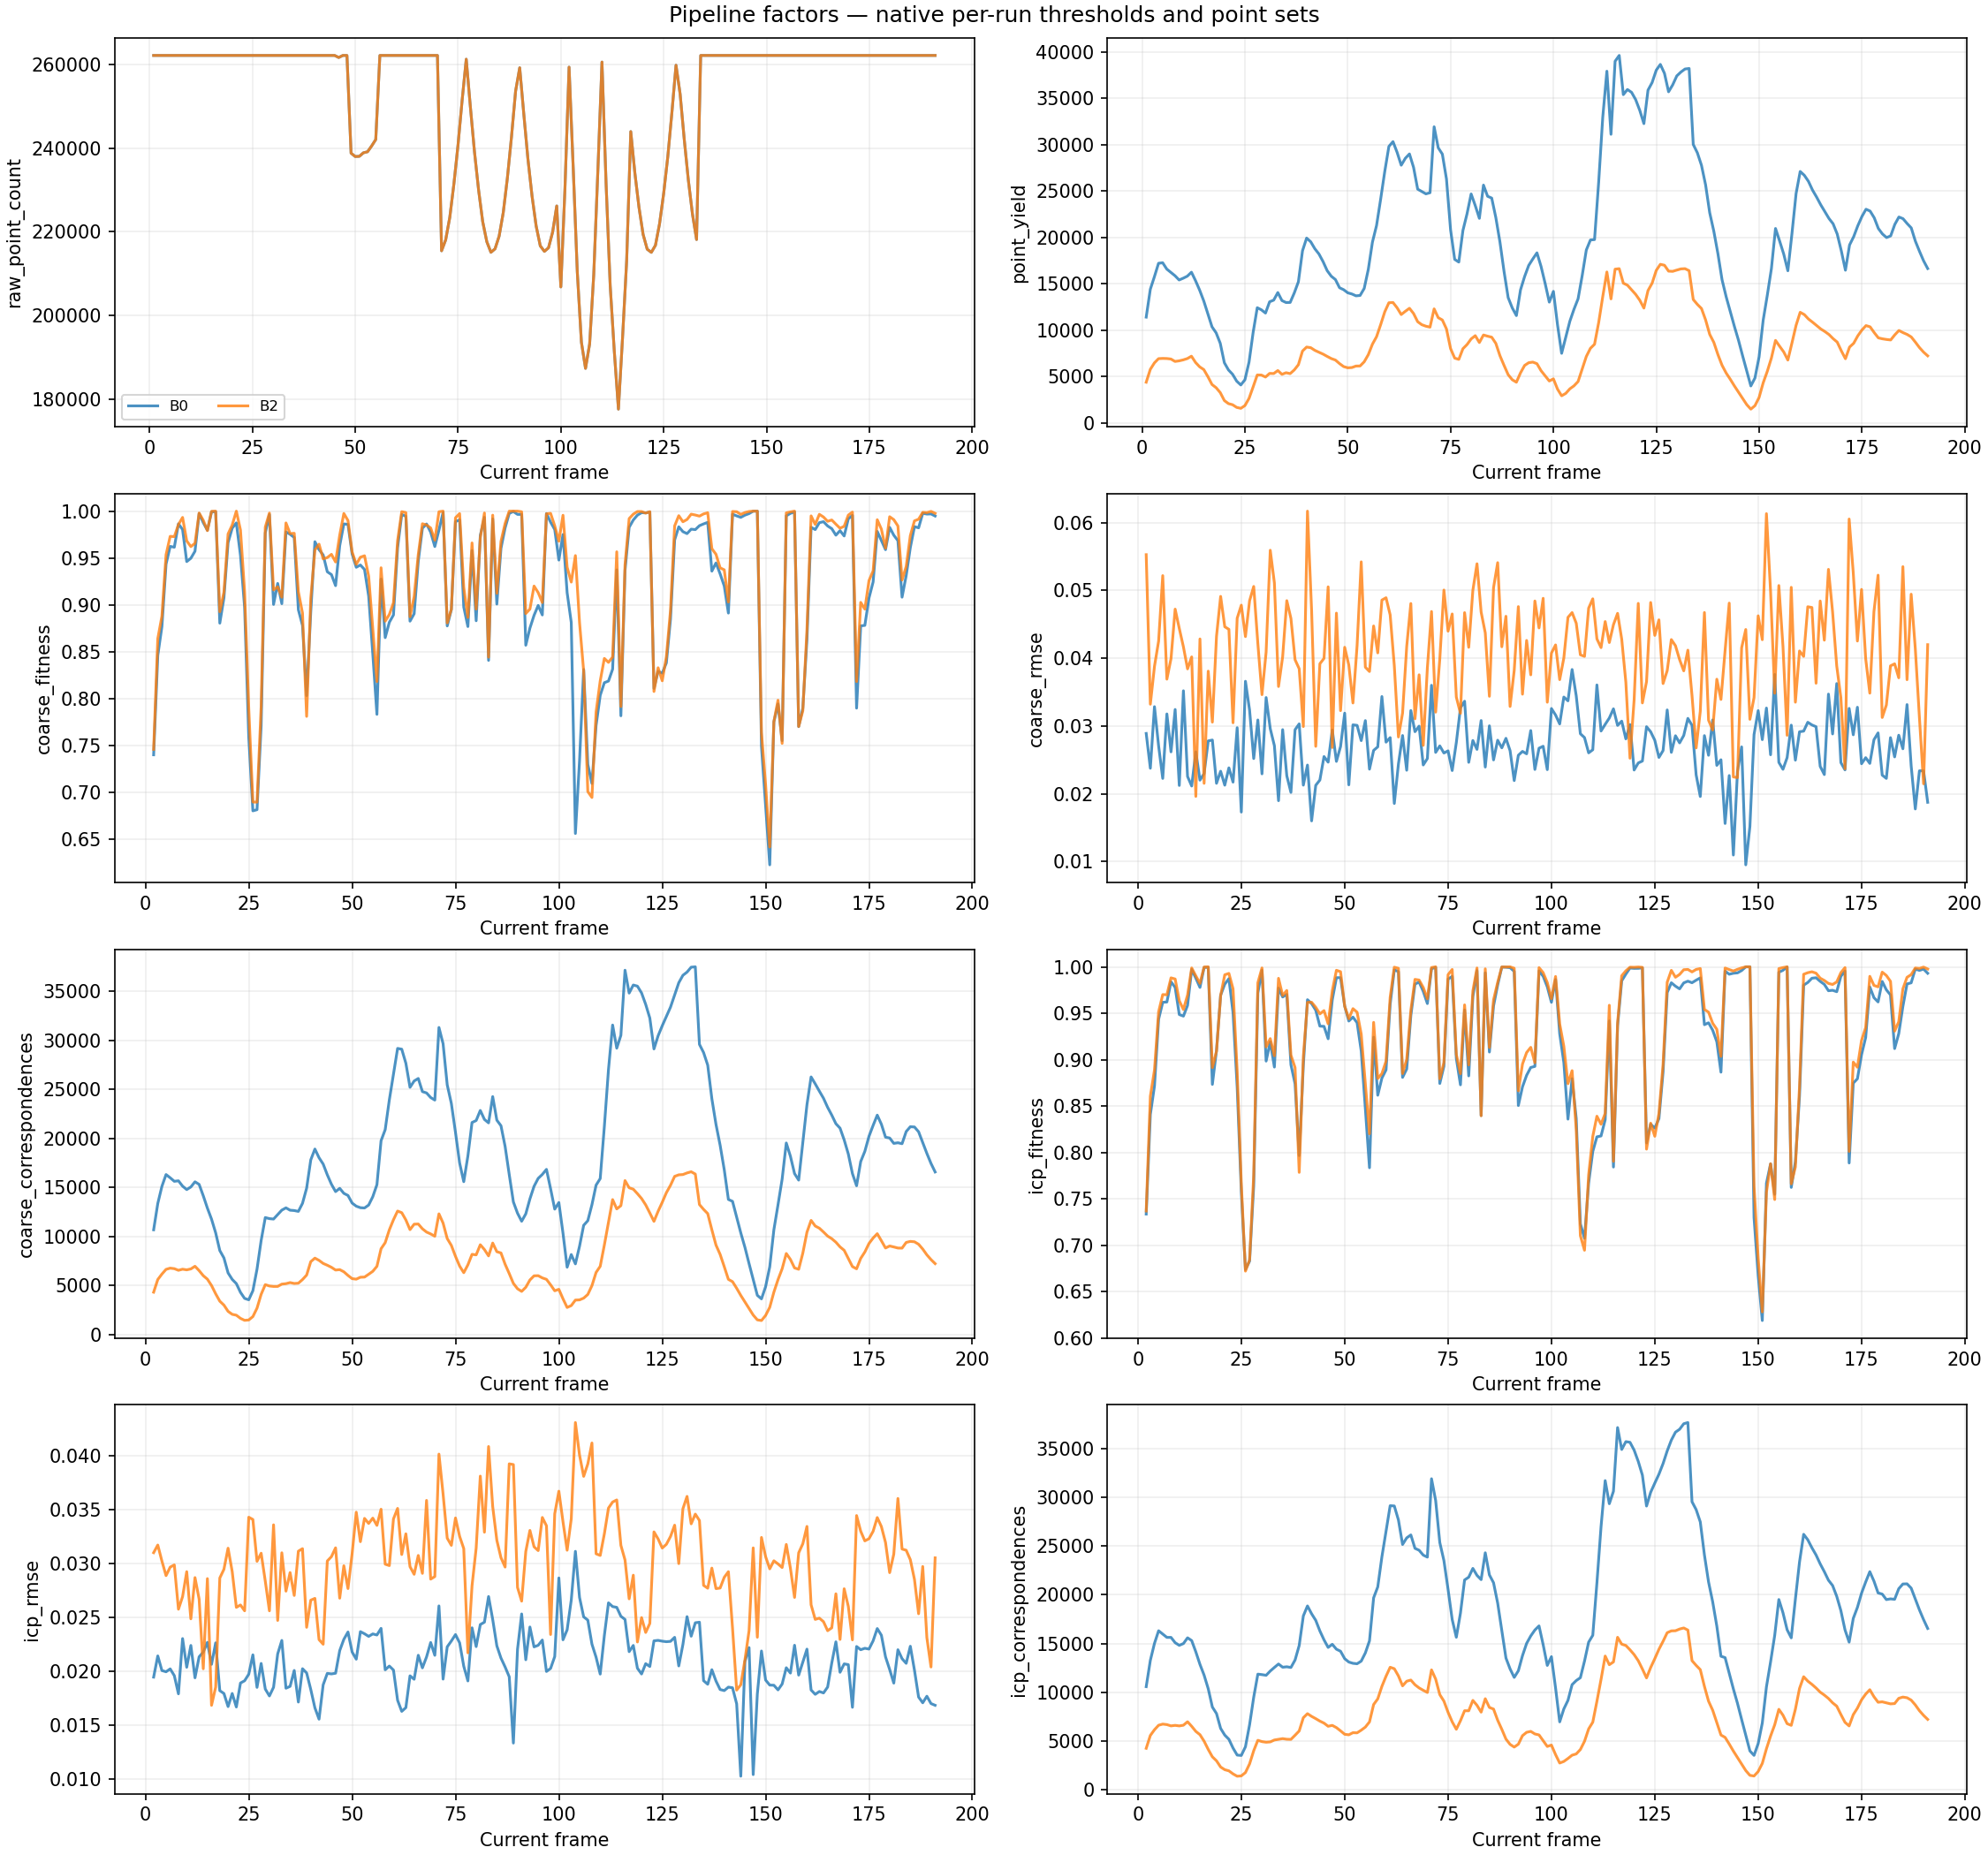 Pipeline factors — native per-run thresholds and point sets
raw_point_count
260000
240000
220000
200000
180000
B0 B2
0 25 50 75 100 125 150 175 200
Current frame
point_yield
40000
35000
30000
25000
20000
15000
10000
5000
0
0 25 50 75 100 125 150 175 200
Current frame
coarse_fitness
1.00
0.95
0.90
0.85
0.80
0.75
0.70
0.65
0 25 50 75 100 125 150 175 200
Current frame
coarse_rmse
0.06
0.05
0.04
0.03
0.02
0.01
0 25 50 75 100 125 150 175 200
Current frame
coarse_correspondences
35000
30000
25000
20000
15000
10000
5000
0
0 25 50 75 100 125 150 175 200
Current frame
icp_fitness
1.00
0.95
0.90
0.85
0.80
0.75
0.70
0.65
0.60
0 25 50 75 100 125 150 175 200
Current frame
icp_rmse
0.040
0.035
0.030
0.025
0.020
0.015
0.010
0 25 50 75 100 125 150 175 200
Current frame
icp_correspondences
35000
30000
25000
20000
15000
10000
5000
0
0 25 50 75 100 125 150 175 200
Current frame